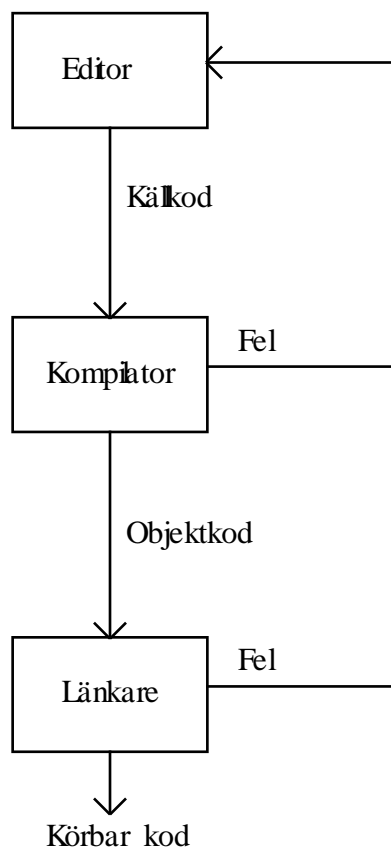 Editor
Källkod
Fel
Kompilator
Objektkod
Fel
Länkare
Körbar kod